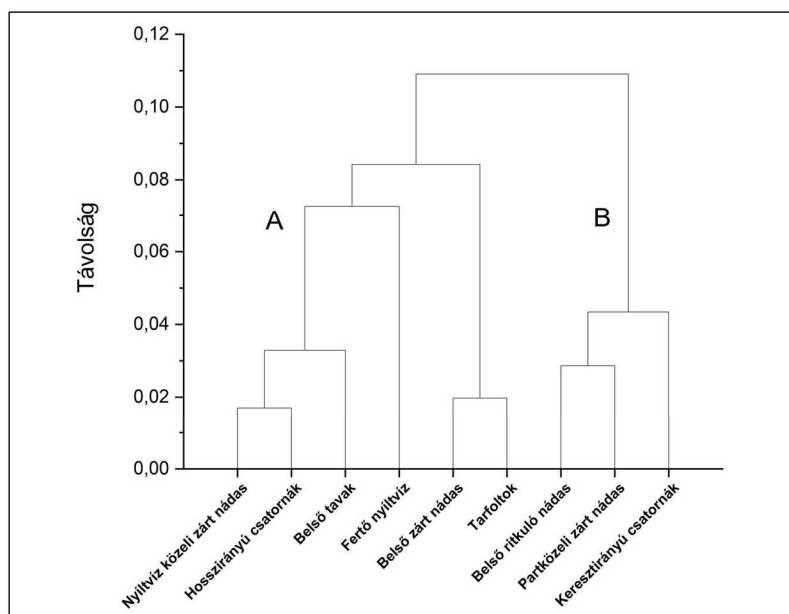 0,12
0,10
0,08
0,06
0,04
0,02
0,00
Távolság
A
B
Nyíltvíz közeli zárt nádas
Hosszirányú csatornák
Belső tavak
Fertő nyíltvíz
Belső zárt nádas
Tarfoltok
Belső ritkuló nádas
Partközeli zárt nádas
Keresztirányú csatornák